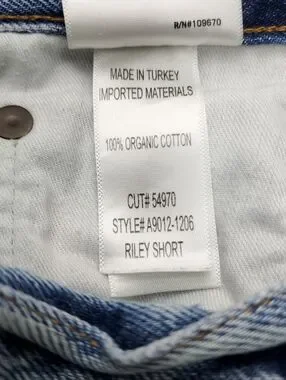 R/N#109670
MADE IN TURKEY
IMPORTED MATERIALS
100% ORGANIC COTTON
CUT# 54970
STYLE# A9012-1206
RILEY SHORT